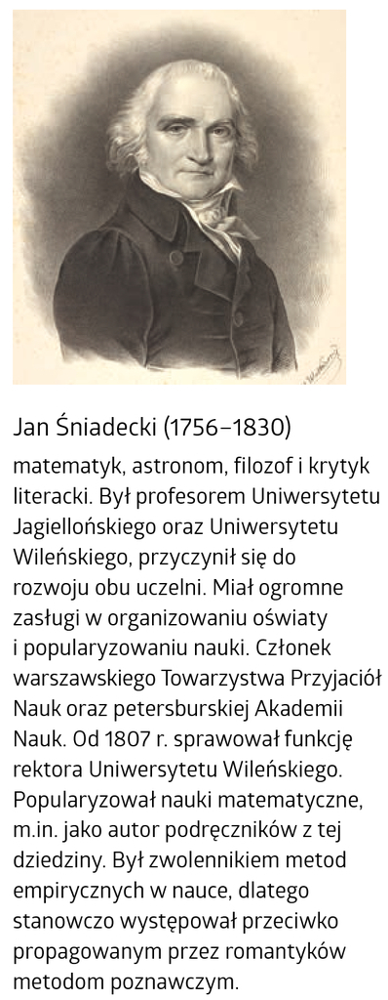 Jan Śniadecki (1756–1830)
matematyk, astronom, filozof i krytyk
literacki. Był profesorem Uniwersytetu
Jagiellońskiego oraz Uniwersytetu
Wileńskiego, przyczynił się do
rozwoju obu uczelni. Miał ogromne
zasługi w organizowaniu oświaty
i popularyzowaniu nauki. Członek
warszawskiego Towarzystwa Przyjaciół
Nauk oraz petersburskiej Akademii
Nauk. Od 1807 r. sprawował funkcję
rektora Uniwersytetu Wileńskiego.
Popularyzował nauki matematyczne,
m.in. jako autor podręczników z tej
dziedziny. Był zwolennikiem metod
empirycznych w nauce, dlatego
stanowczo występował przeciwko
propagowanym przez romantyków
metodom poznawczym.